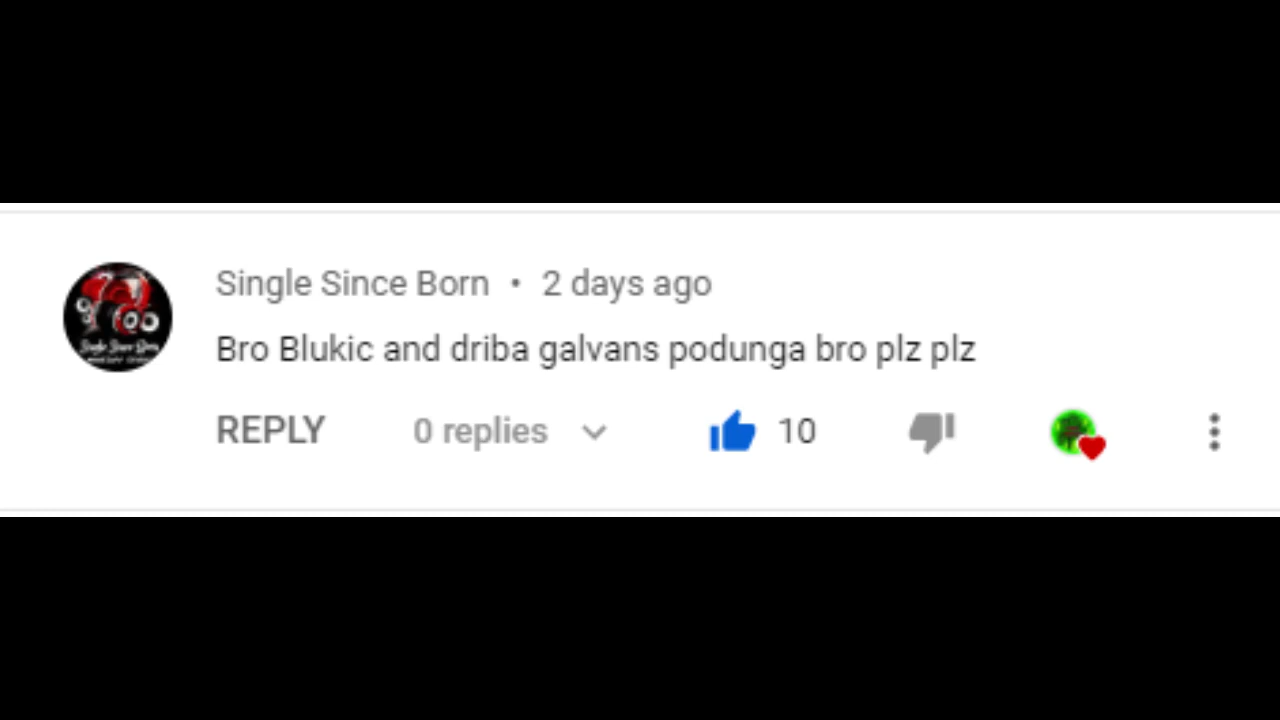 Single Since Born • 2 days ago
Bro Blukic and driba galvans podunga bro plz plz
REPLY 0 replies 10